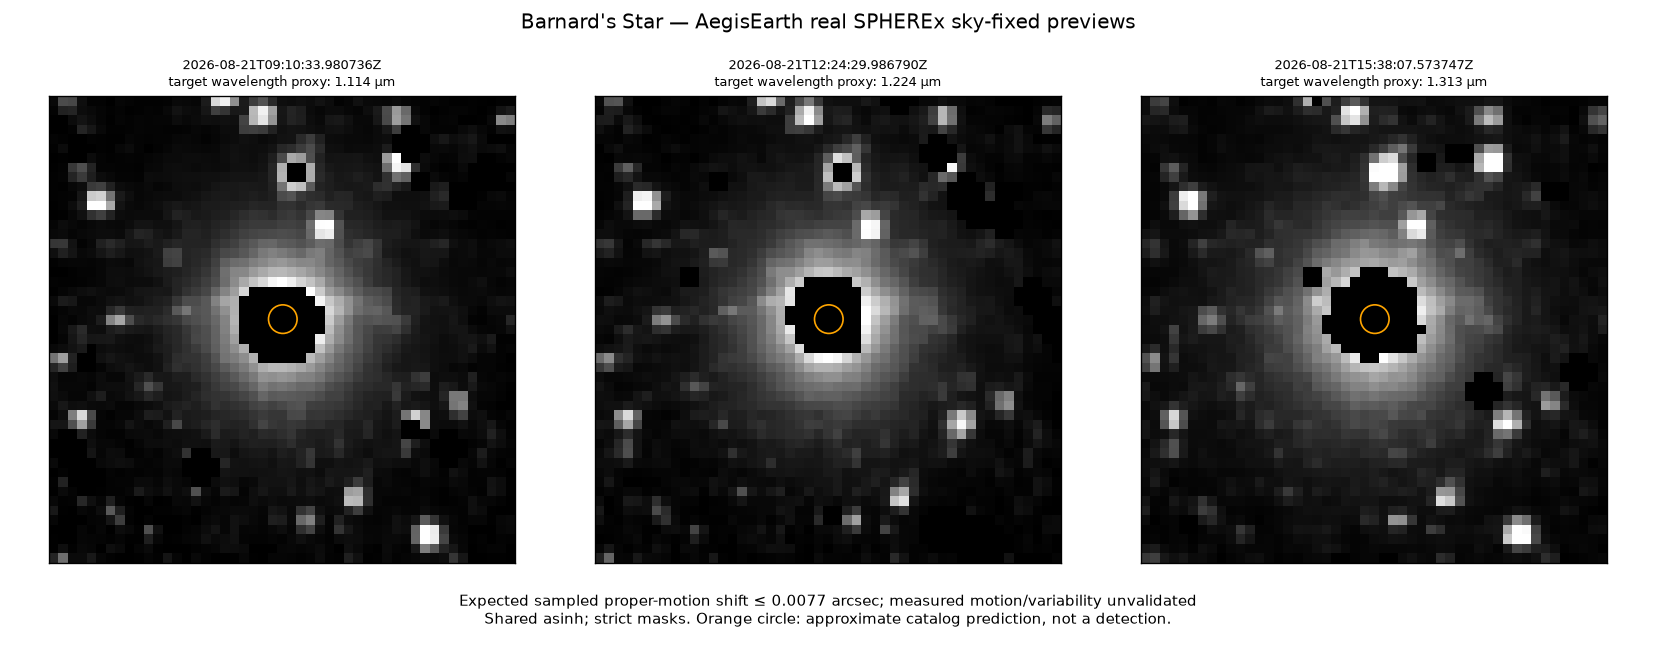 Barnard's Star — AegisEarth real SPHEREx sky-fixed previews
2026-08-21T09:10:33.980736Z
target wavelength proxy: 1.114 μm
2026-08-21T12:24:29.986790Z
target wavelength proxy: 1.224 μm
2026-08-21T15:38:07.573747Z
target wavelength proxy: 1.313 μm
Expected sampled proper-motion shift ≤ 0.0077 arcsec; measured motion/variability unvalidated
Shared asinh; strict masks. Orange circle: approximate catalog prediction, not a detection.